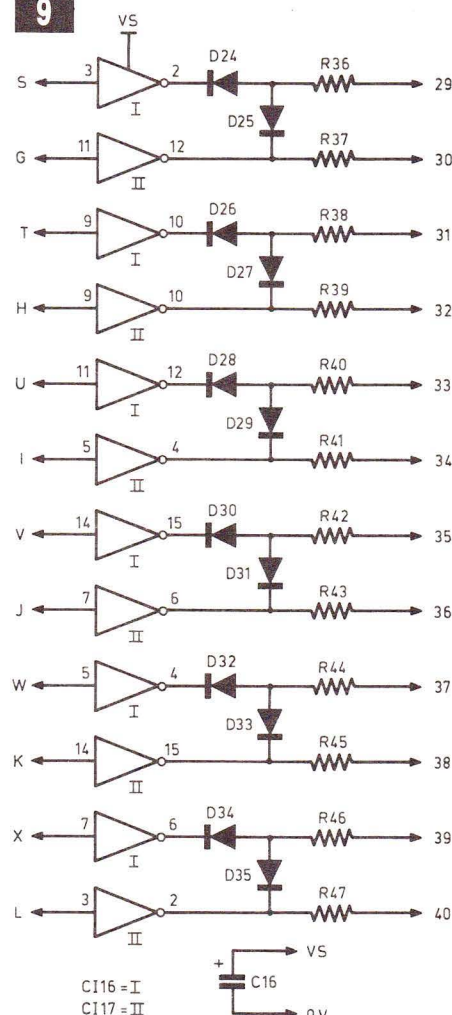 9
VS
S 3 2 D24 R36 29
I
D25
G 11 12 R37 30
II
T 9 10 D26 R38 31
I
D27
H 9 10 R39 32
II
U 11 12 D28 R40 33
I
D29
I 5 4 R41 34
II
V 14 15 D30 R42 35
I
D31
J 7 6 R43 36
II
W 5 4 D32 R44 37
I
D33
K 14 15 R45 38
II
X 7 6 D34 R46 39
I
D35
L 3 2 R47 40
II
VS
+ C16
CI16 = I
CI17 = II
0V